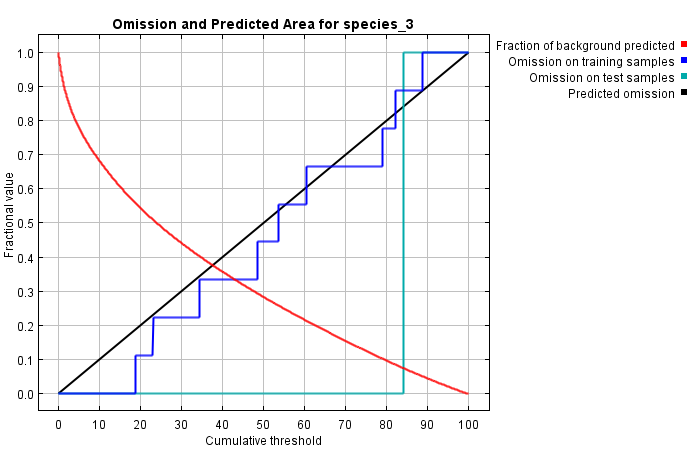 Omission and Predicted Area for species_3
Fraction of background predicted
Omission on training samples
Omission on test samples
Predicted omission
Fractional value
1.0
0.9
0.8
0.7
0.6
0.5
0.4
0.3
0.2
0.1
0.0
0 10 20 30 40 50 60 70 80 90 100
Cumulative threshold